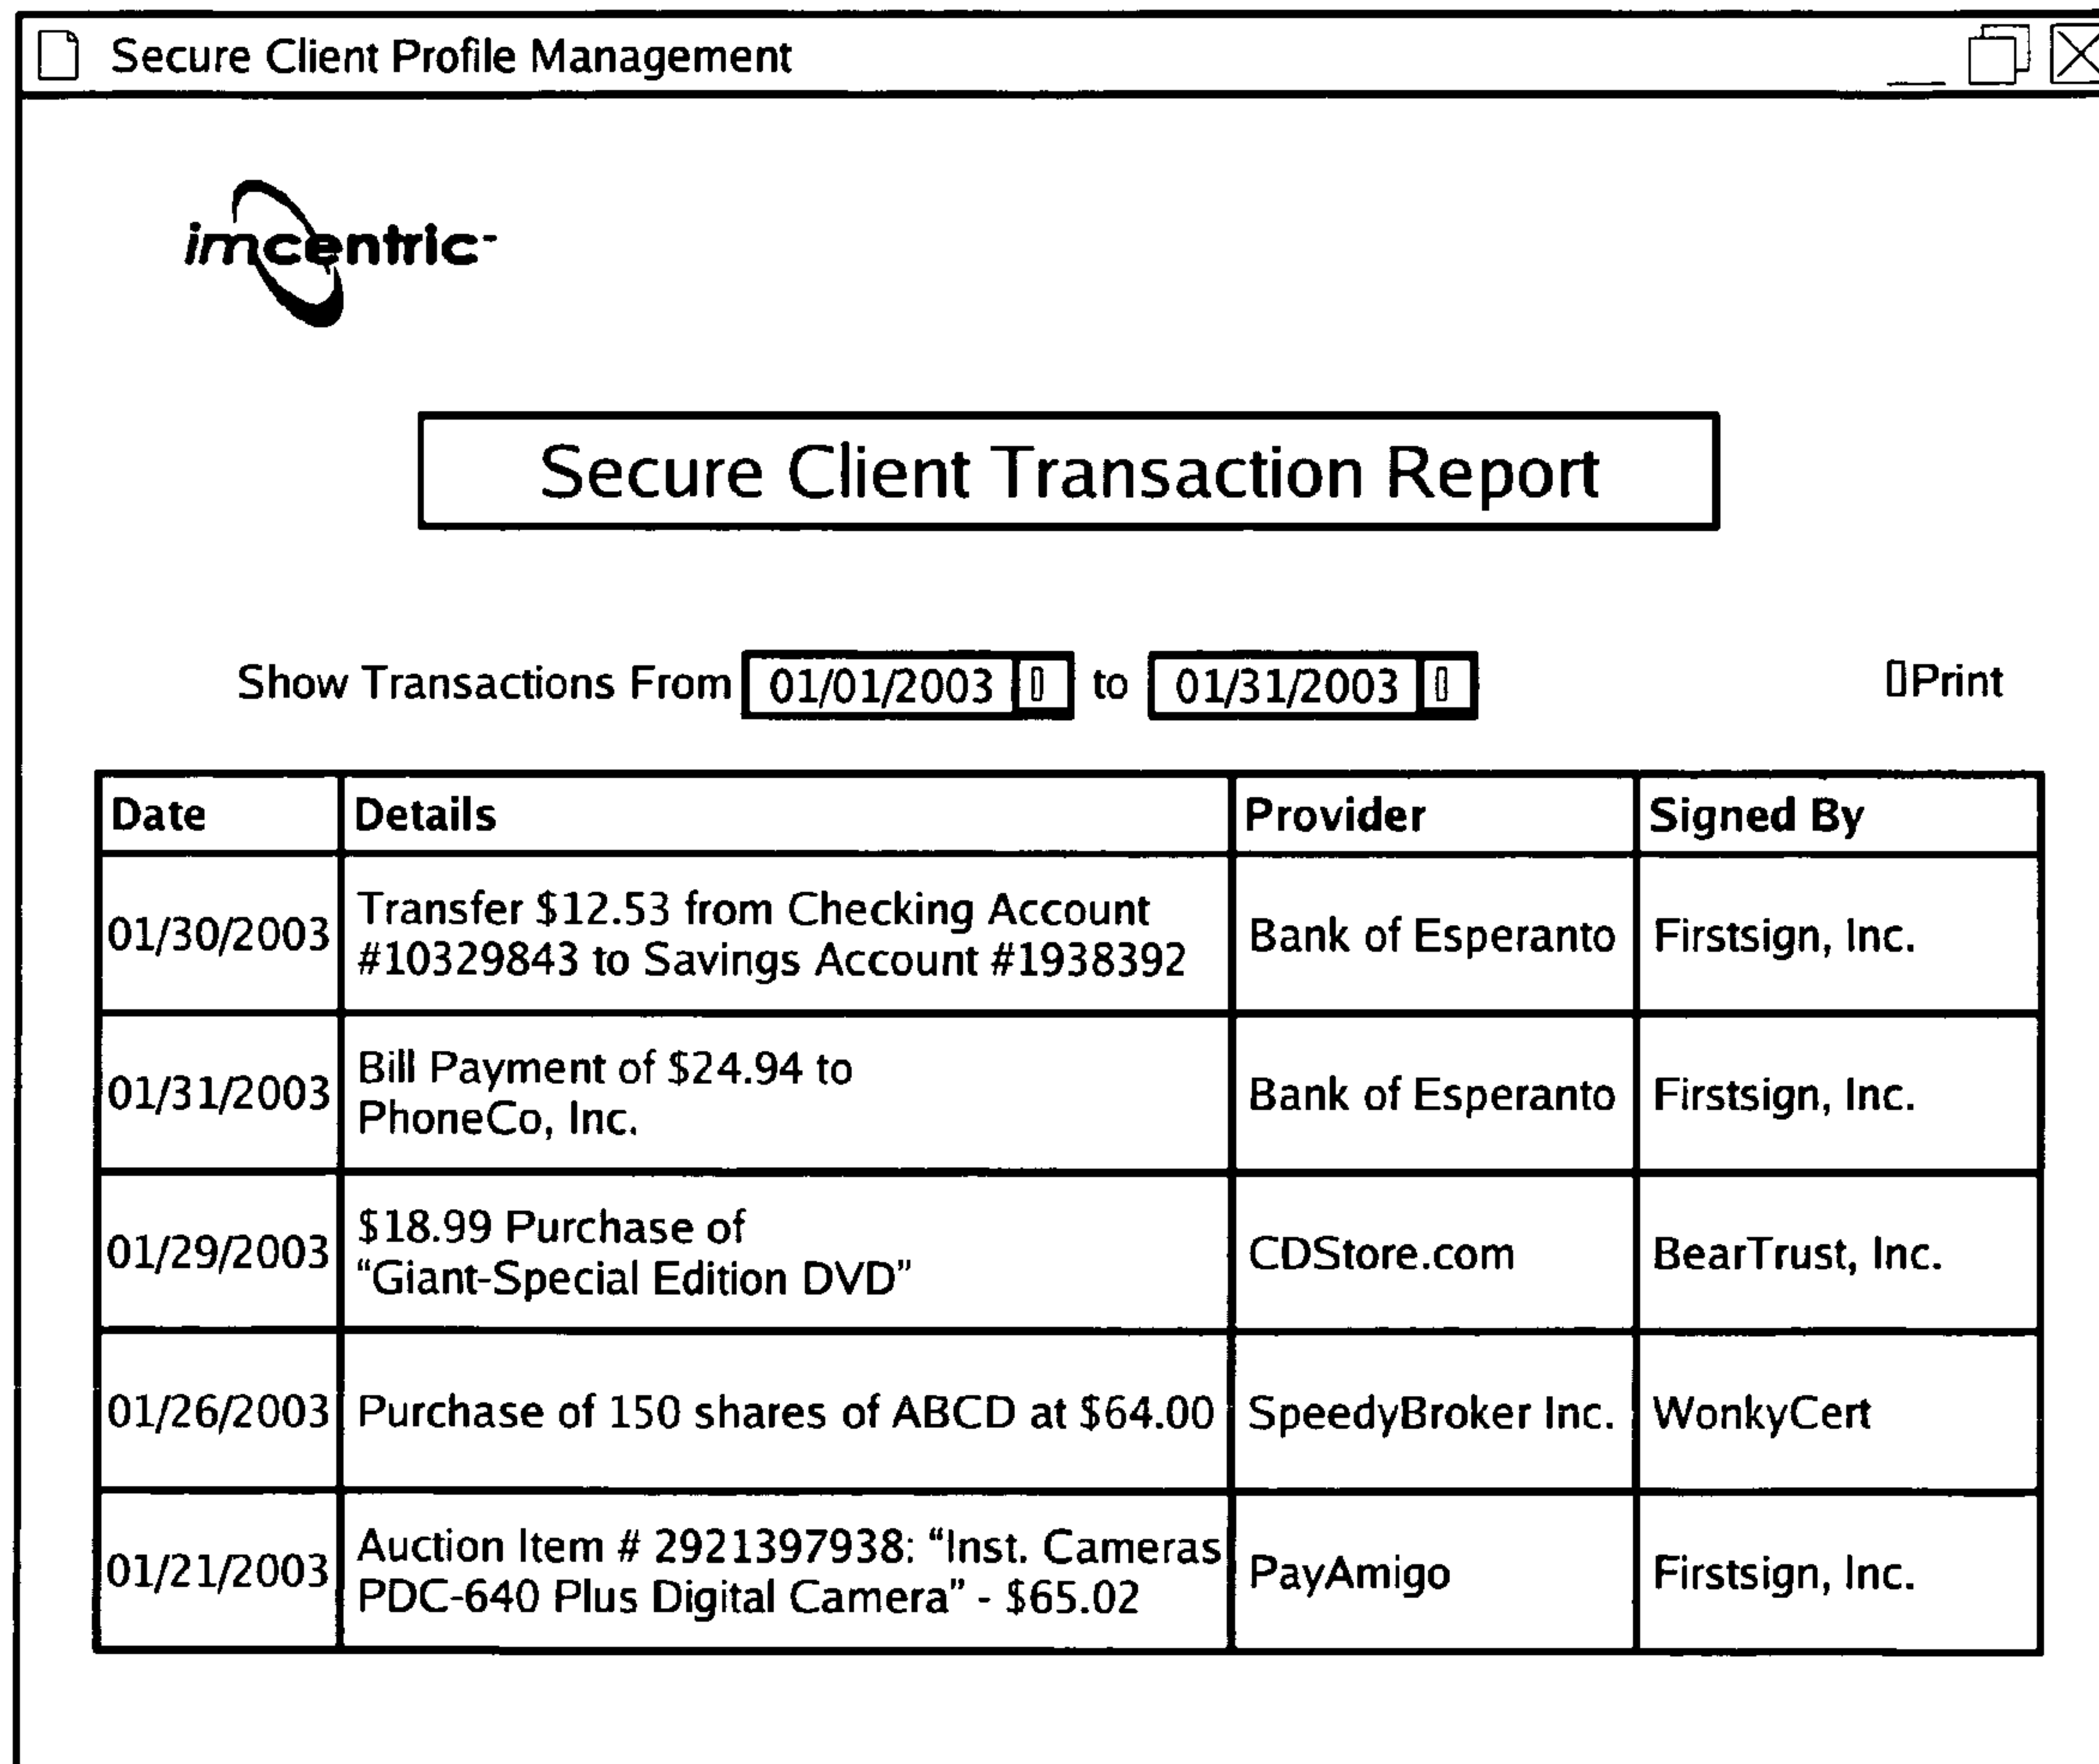 Secure Client Profile Management
imcentric
Secure Client Transaction Report
Show Transactions From 01/01/2003 to 01/31/2003 Print
Date Details Provider Signed By
01/30/2003 Transfer $12.53 from Checking Account
#10329843 to Savings Account #1938392 Bank of Esperanto Firstsign, Inc.
01/31/2003 Bill Payment of $24.94 to
PhoneCo, Inc. Bank of Esperanto Firstsign, Inc.
01/29/2003 $18.99 Purchase of
“Giant-Special Edition DVD” CDStore.com BearTrust, Inc.
01/26/2003 Purchase of 150 shares of ABCD at $64.00 SpeedyBroker Inc. WonkyCert
01/21/2003 Auction Item # 2921397938: “Inst. Cameras
PDC-640 Plus Digital Camera” - $65.02 PayAmigo Firstsign, Inc.